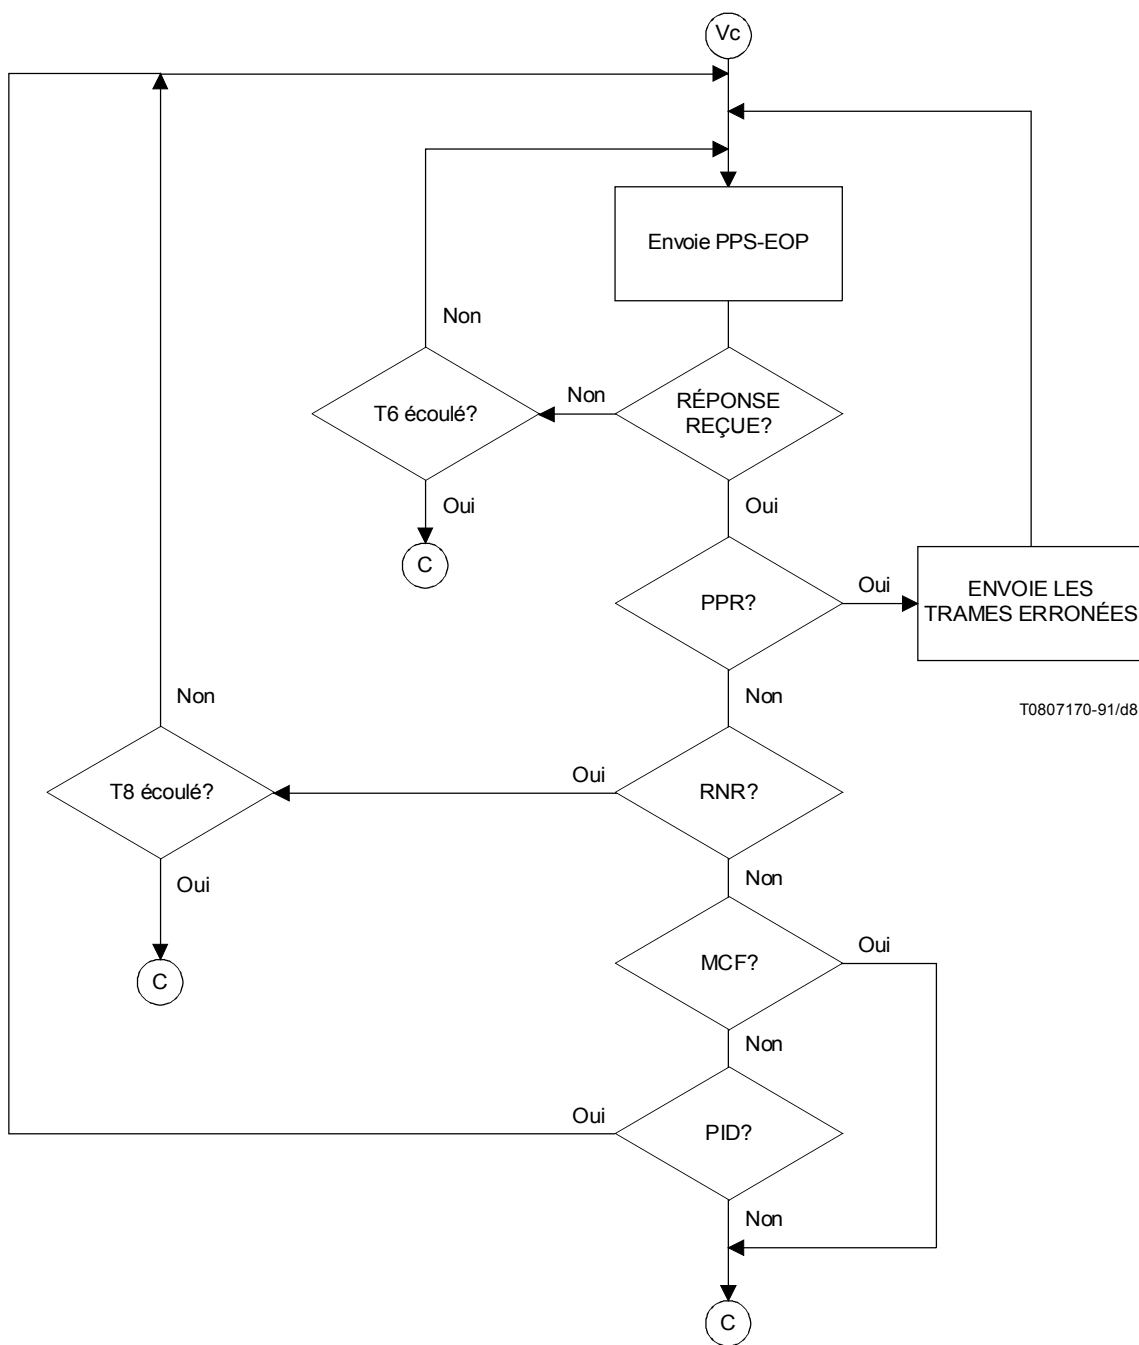 Vc
Envoie PPS-EOP
Non
T6 écoulé?
Non
RÉPONSE
REÇUE?
Oui
Oui
C
PPR?
Oui
ENVOIE LES
TRAMES ERRONÉES
Non
Non
T0807170-91/d8
T8 écoulé?
Oui
RNR?
Oui
Non
MCF?
Oui
C
Non
Oui
PID?
Non
C